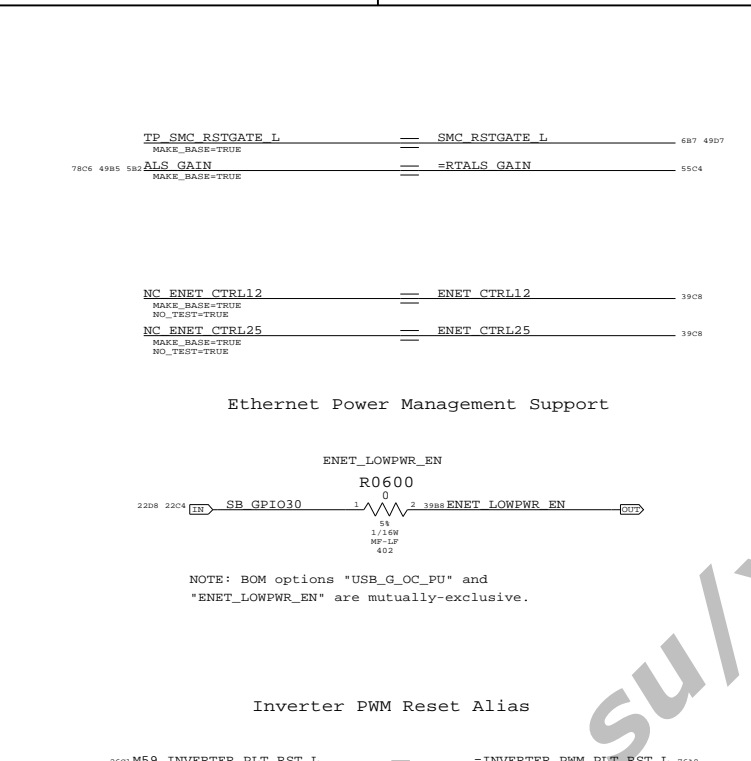 TP_SMC_RSTGATE_L SMC_RSTGATE_L 6B7 49D7
MAKE_BASE=TRUE
78C6 49B5 5B2 ALS_GAIN =RTALS_GAIN 55C4
MAKE_BASE=TRUE
NC_ENET_CTRL12 ENET_CTRL12 39C8
MAKE_BASE=TRUE
NO_TEST=TRUE
NC_ENET_CTRL25 ENET_CTRL25 39C8
MAKE_BASE=TRUE
NO_TEST=TRUE
Ethernet Power Management Support
ENET_LOWPWR_EN
R0600
0
22D8 22C4 IN SB_GPIO30 1 2 39B8 ENET_LOWPWR_EN OUT
5%
1/16W
MF-LF
402
NOTE: BOM options "USB_G_OC_PU" and
"ENET_LOWPWR_EN" are mutually-exclusive.
su/
Inverter PWM Reset Alias
M59_INVERTER_PLT_RST_L =INVERTER_PWM_PLT_RST_L